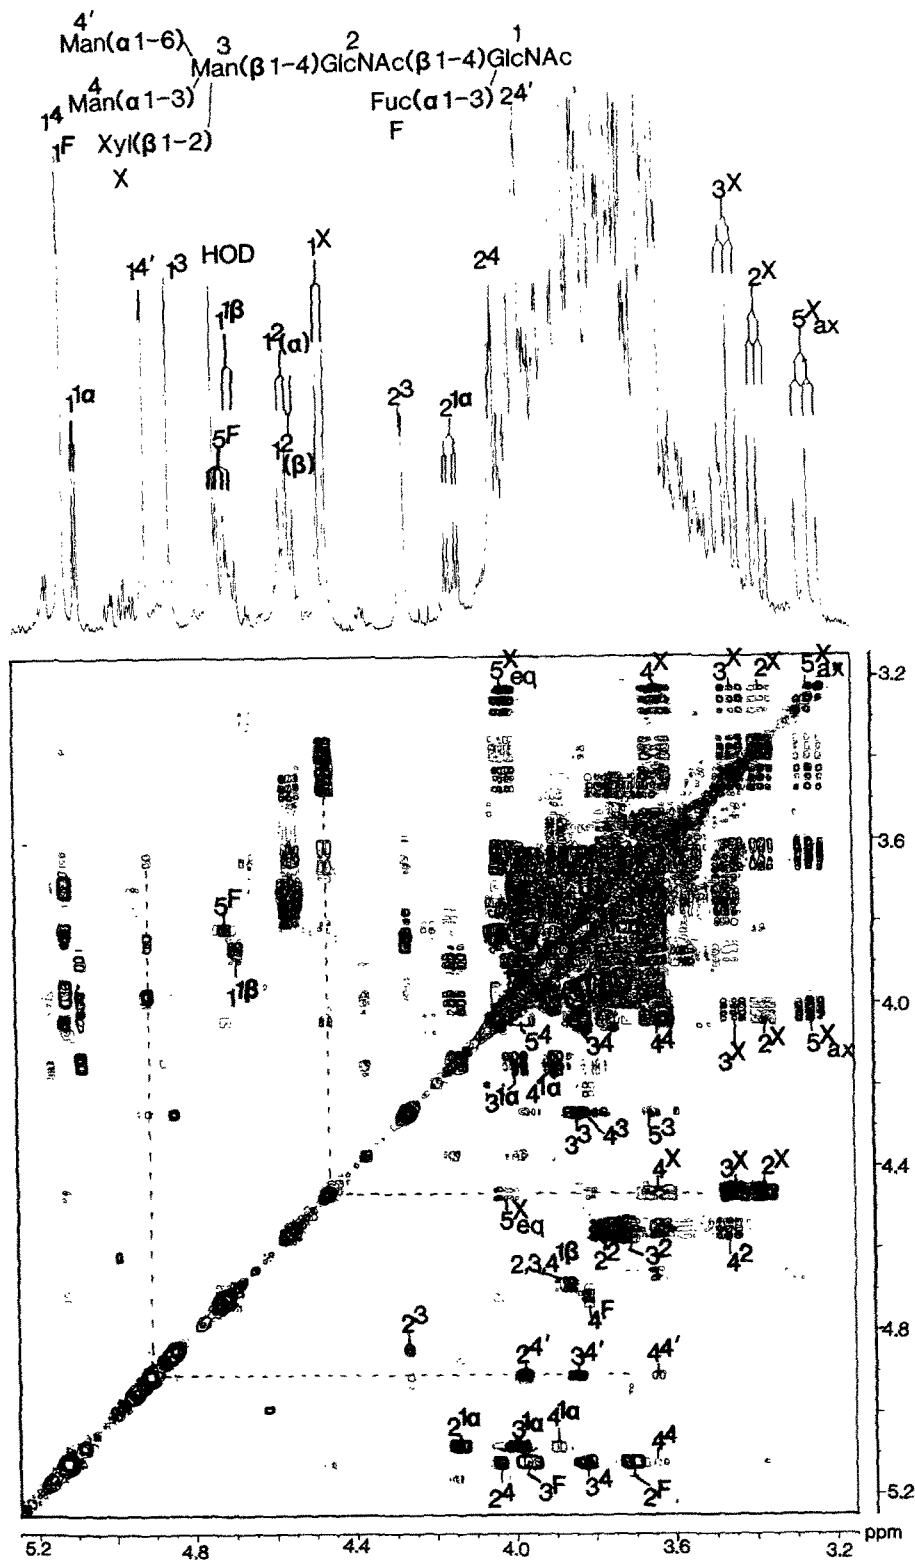 4'
Man(α1-6)
3 2 1
Man(β1-4)GlcNAc(β1-4)GlcNAc
4
Man(α1-3) Fuc(α1-3) 24'
14 F
1F Xyl(β1-2)
X
3X
1X
14' 13 HOD 24 2X
11β 5Xax
12(α)
11α 23 21α
5F
12(β)
5Xeq 4X 3X 2X 5Xax
3.2
3.6
5F
11β
4.0
54 34 44 3X 2X 5Xax
31α 41α
33 43 53
4.4
4X 3X 2X
5Xeq
22 32 42
2,3,41β
4F
4.8
23
24' 34' 44'
21α 31α 41α 44
24 3F 34 2F
5.2
ppm
5.2 4.8 4.4 4.0 3.6 3.2